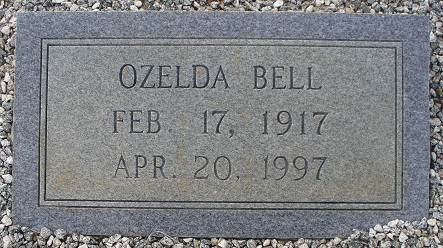 OZELDA BELL
FEB. 17, 1917
APR. 20, 1997